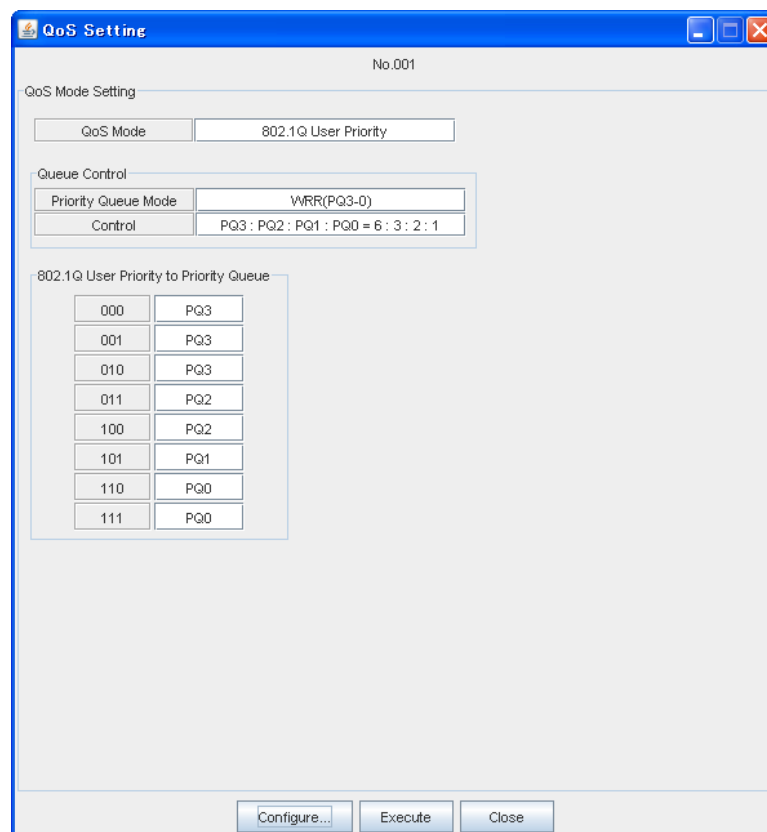 QoS Setting
No.001
QoS Mode Setting
QoS Mode 802.1Q User Priority
Queue Control
Priority Queue Mode WRR(PQ3-0)
Control PQ3 : PQ2 : PQ1 : PQ0 = 6 : 3 : 2 : 1
802.1Q User Priority to Priority Queue
000 PQ3
001 PQ3
010 PQ3
011 PQ2
100 PQ2
101 PQ1
110 PQ0
111 PQ0
Configure... Execute Close